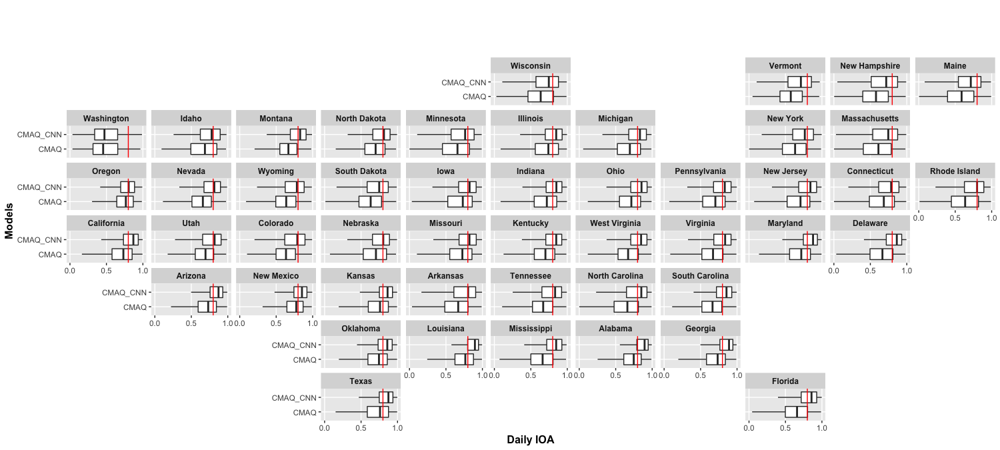 Wisconsin
Vermont New Hampshire Maine
CMAQ_CNN
CMAQ
Washington Idaho Montana North Dakota Minnesota Illinois Michigan New York Massachusetts
CMAQ_CNN
CMAQ
Oregon Nevada Wyoming South Dakota Iowa Indiana Ohio Pennsylvania New Jersey Connecticut Rhode Island
CMAQ_CNN
CMAQ
0.0 0.5 1.0
California Utah Colorado Nebraska Missouri Kentucky West Virginia Virginia Maryland Delaware
CMAQ_CNN
CMAQ
0.0 0.5 1.0 0.0 0.5 1.0
Arizona New Mexico Kansas Arkansas Tennessee North Carolina South Carolina
CMAQ_CNN
CMAQ
0.0 0.5 1.0 0.0 0.5 1.0
Oklahoma Louisiana Mississippi Alabama Georgia
CMAQ_CNN
CMAQ
0.0 0.5 1.0 0.0 0.5 1.0 0.0 0.5 1.0 0.0 0.5 1.0
Texas Florida
CMAQ_CNN
CMAQ
0.0 0.5 1.0 0.0 0.5 1.0
Models
Daily IOA